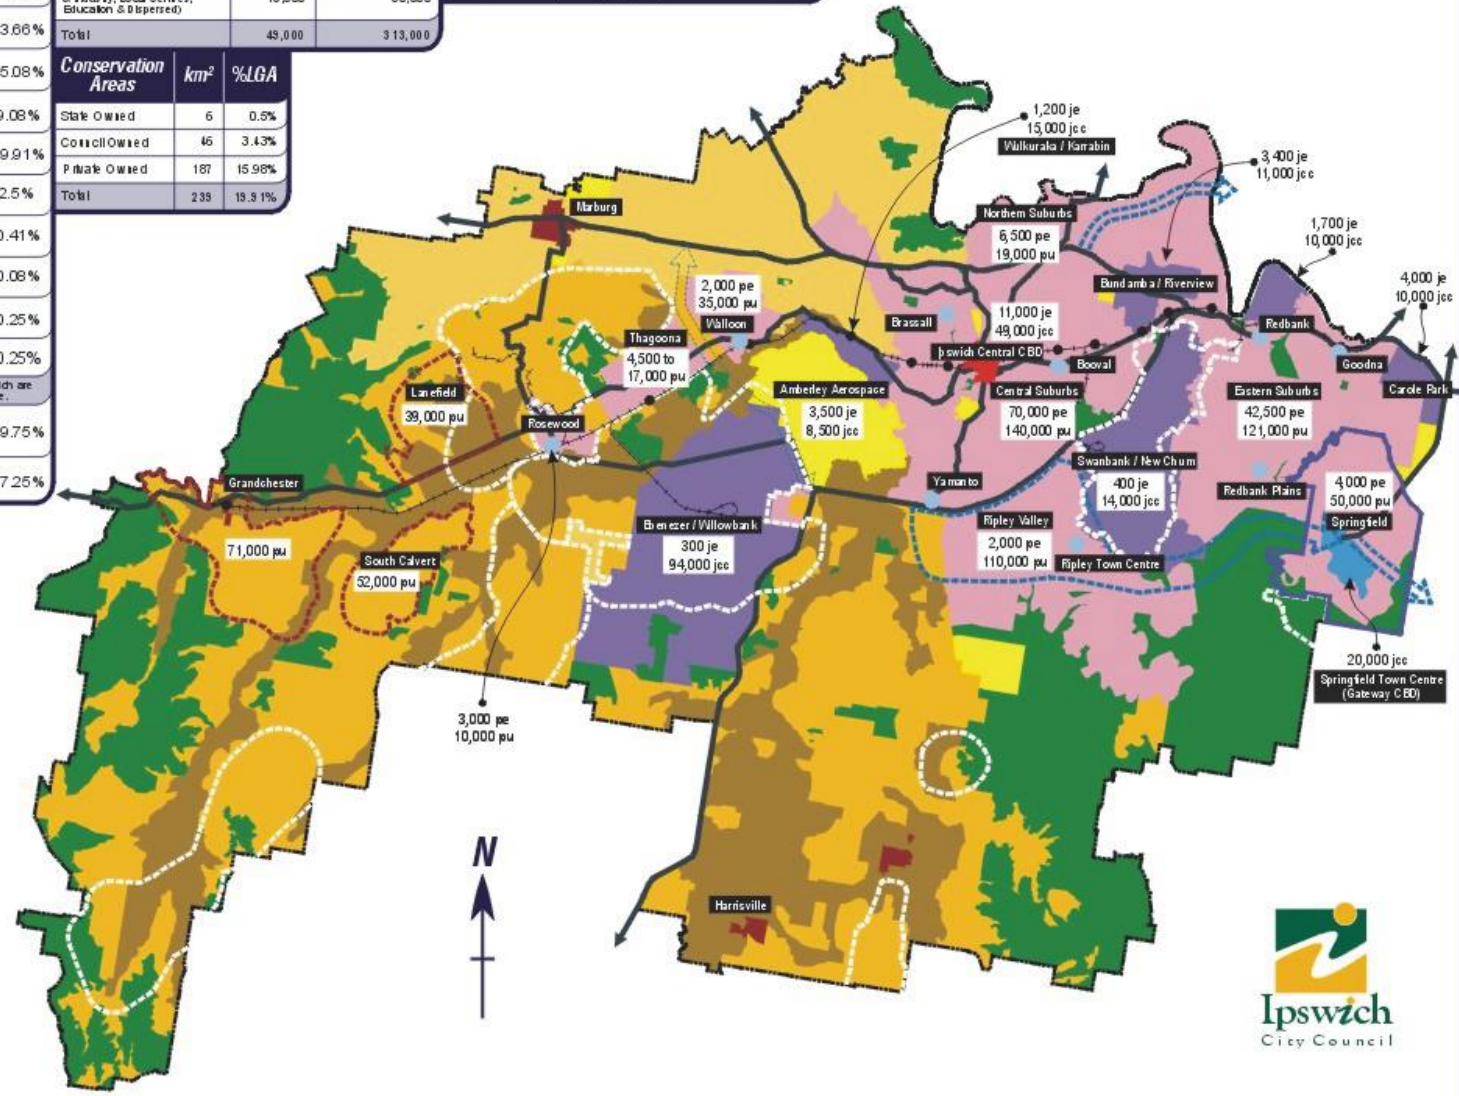 Education & Dispersed)
Total 49,000 313,000
3.66%
5.08%
9.08%
9.91%
2.5%
0.41%
0.08%
0.25%
0.25%
9.75%
7.25%
Conservation Areas km² %LGA
State Owned 6 0.5%
Council Owned 46 3.43%
Private Owned 187 15.98%
Total 239 19.91%
1,200 je
15,000 jcc
Wulkuraka / Karrabin
3,400 je
11,000 jcc
Marburg
Northern Suburbs
6,500 pe
19,000 pu
1,700 je
10,000 jcc
Bundamba / Riverview
4,000 je
10,000 jcc
2,000 pe
35,000 pu
Walloon
Brassall
11,000 je
49,000 jcc
Redbank
Thagoona
4,500 to
17,000 pu
Ipswich Central CBD
Booval
Goodna
Lanefield
39,000 pu
Amberley Aerospace
3,500 je
8,500 jcc
Central Suburbs
70,000 pe
140,000 pu
Eastern Suburbs
42,500 pe
121,000 pu
Carole Park
Rosewood
Grandchester
Yamanto
Swanbank / New Chum
400 je
14,000 jcc
Redbank Plains
4,000 pe
50,000 pu
Springfield
71,000 pu
South Calvert
52,000 pu
Ebenezer / Willowbank
300 je
94,000 jcc
Ripley Valley
2,000 pe
110,000 pu
Ripley Town Centre
20,000 jcc
Springfield Town Centre
(Gateway CBD)
3,000 pe
10,000 pu
N
Harrisville
Ipswich
City Council